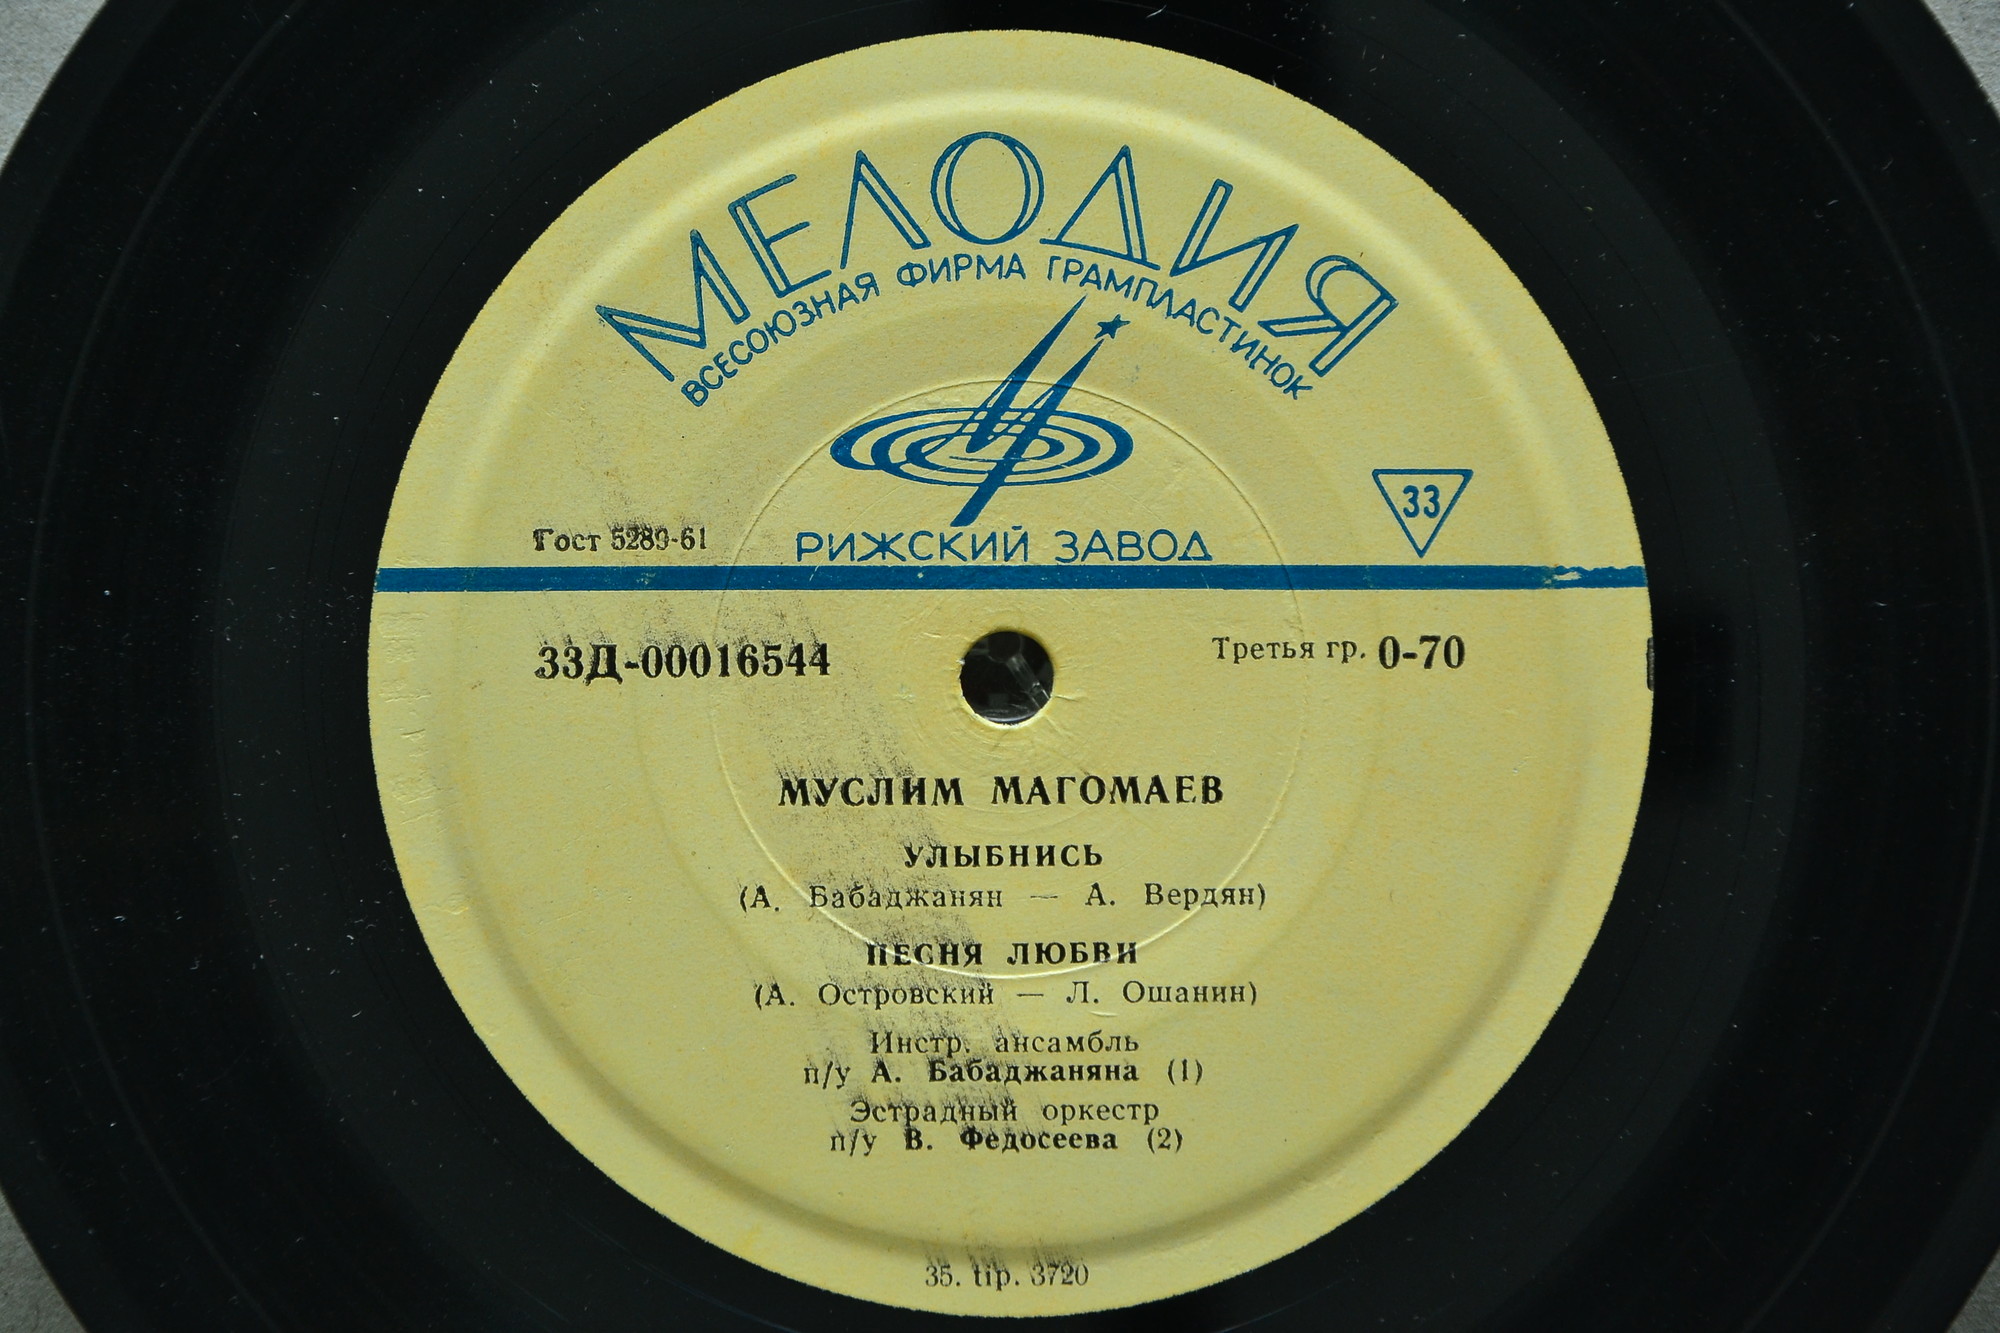 МЕЛОДИЯ
ВСЕСОЮЗНАЯ ФИРМА ГРАМПЛАСТИНОК
33
Гост 5289-61
РИЖСКИЙ ЗАВОД
33Д-00016544
Третья гр. 0-70
МУСЛИМ МАГОМАЕВ
УЛЫБНИСЬ
(А. Бабаджанян — А. Вердян)
ПЕСНЯ ЛЮБВИ
(А. Островский — Л. Ошанин)
Инстр. ансамбль
п/у А. Бабаджаняна (1)
Эстрадный оркестр
п/у В. Федосеева (2)
35. tip. 3720